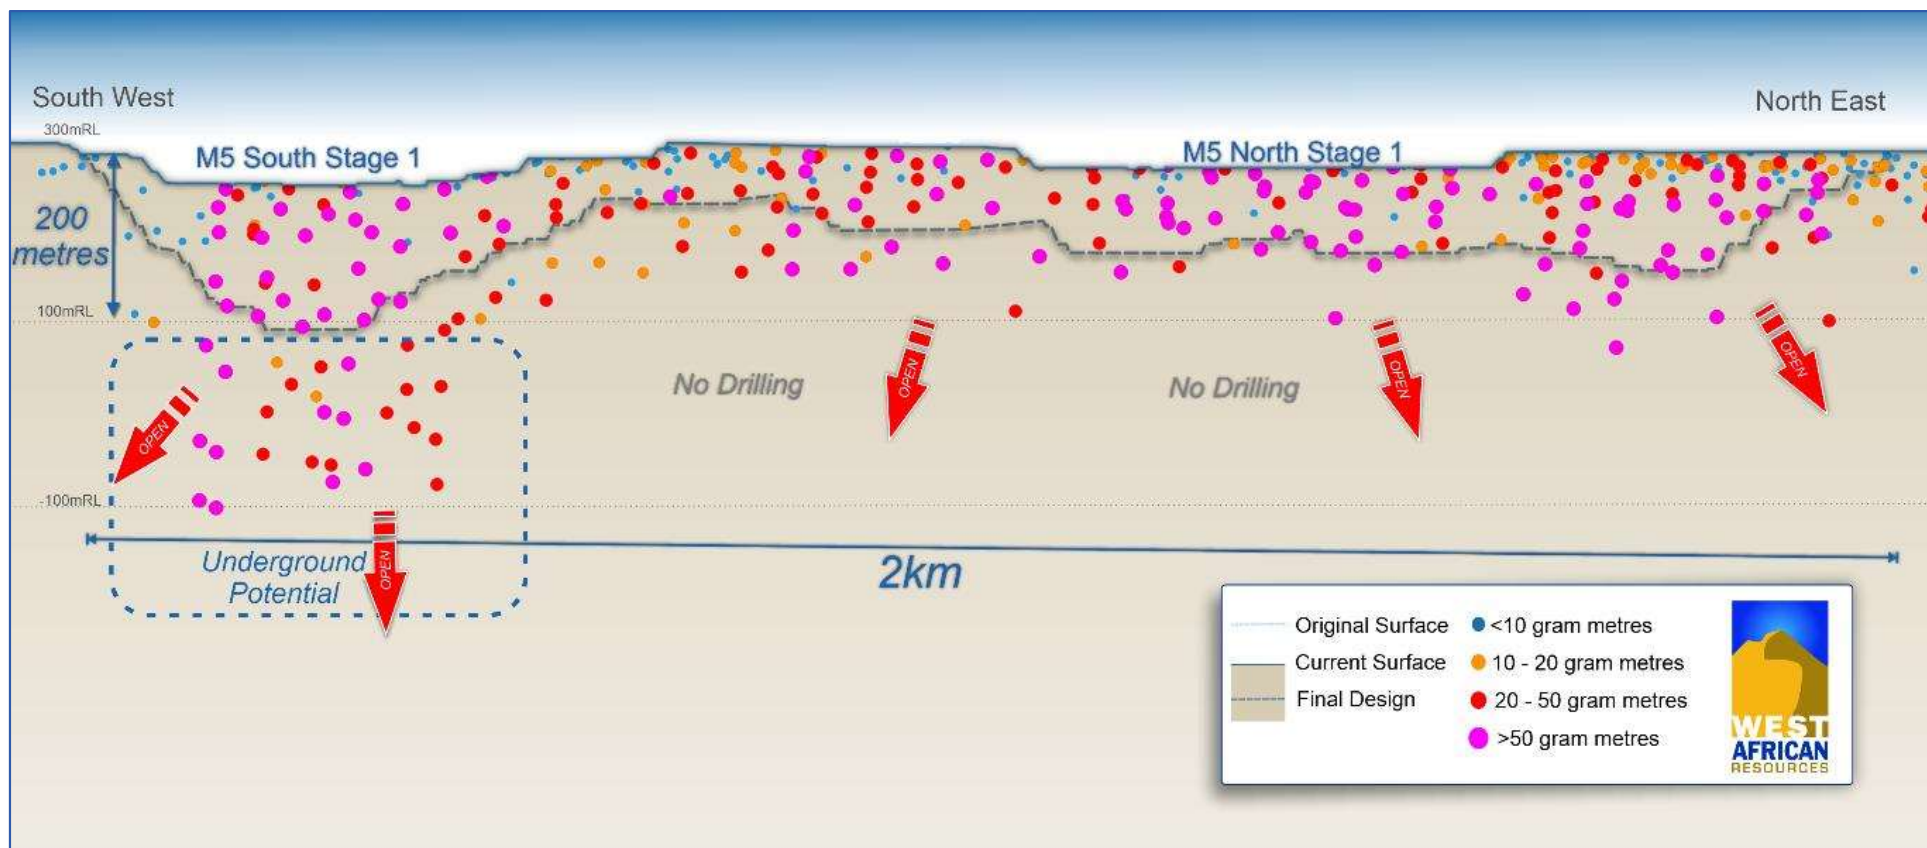 South West
North East
300mRL
M5 South Stage 1
M5 North Stage 1
200
metres
100mRL
No Drilling
No Drilling
OPEN
OPEN
OPEN
OPEN
-100mRL
OPEN
Underground
Potential
2km
Original Surface
Current Surface
Final Design
<10 gram metres
10 - 20 gram metres
20 - 50 gram metres
>50 gram metres
WEST
AFRICAN
RESOURCES